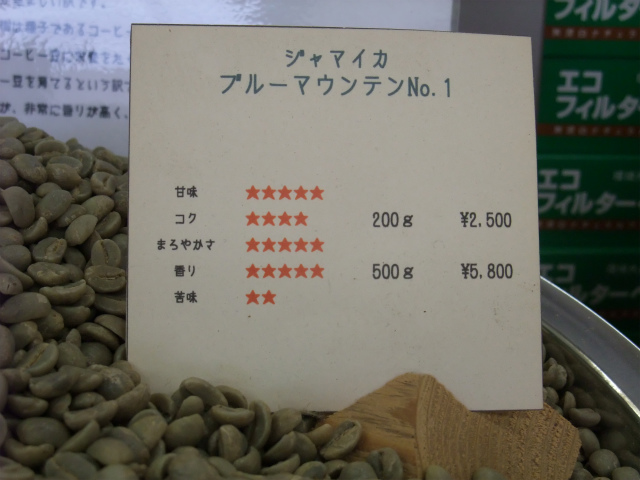 ジャマイカ
ブルーマウンテンNo.1
甘味 ★★★★★
コク ★★★★ 200g ¥2,500
まろやかさ ★★★★★
香り ★★★★★ 500g ¥5,800
苦味 ★★
エコ
フィルター
エコ
フィルター
エコ
フィルター
フィルター